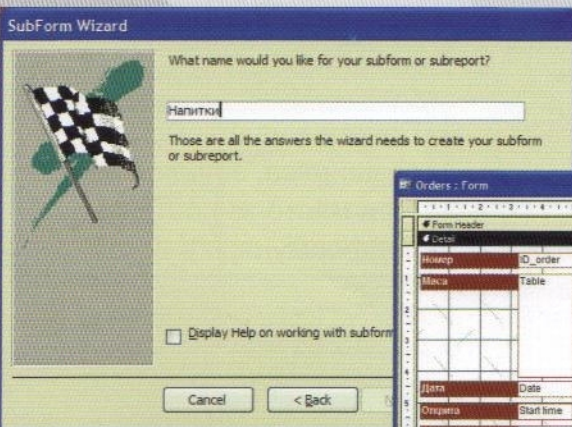 SubForm Wizard
What name would you like for your subform or subreport?
Напитки
Those are all the answers the wizard needs to create your subform
or subreport.
Display Help on working with subform
Cancel
< Back
N
Orders : Form
Form Header
Detail
Номер
ID_order
Маса
Table
Дата
Date
Открита
Start time